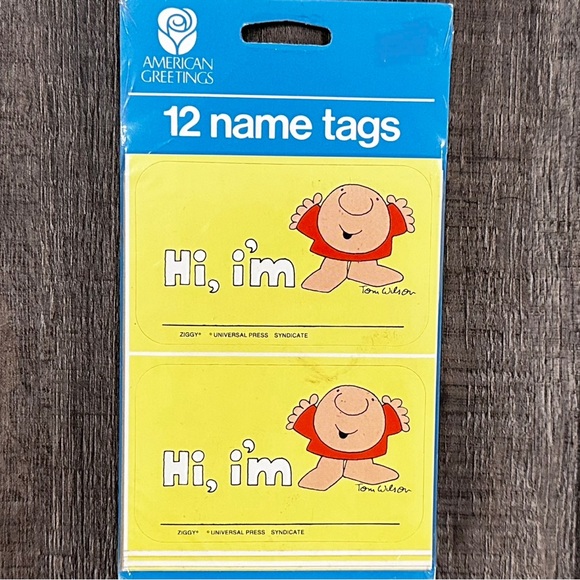 AMERICAN
GREETINGS
12 name tags
Hi, i'm
Tom Wilson
ZIGGY® © UNIVERSAL PRESS SYNDICATE
Hi, i'm
Tom Wilson
ZIGGY® © UNIVERSAL PRESS SYNDICATE